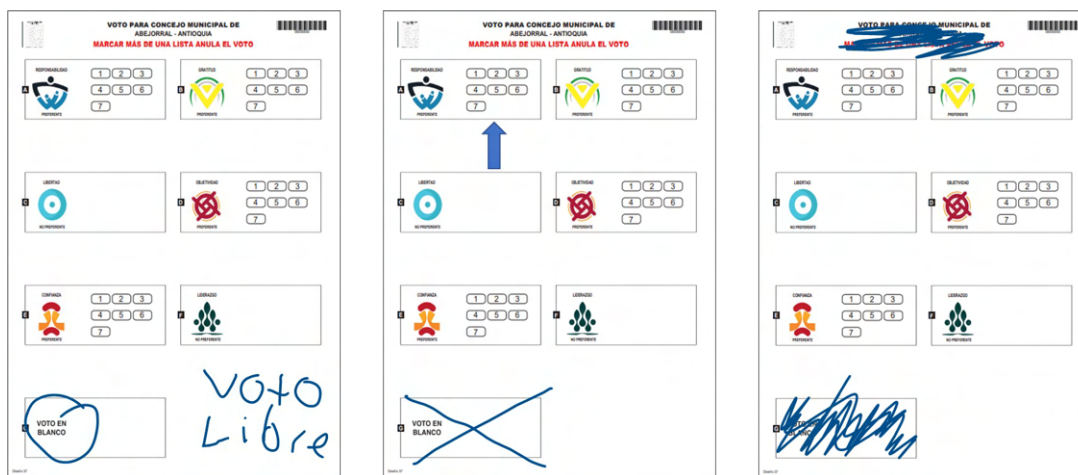 VOTO PARA CONCEJO MUNICIPAL DE
ABEJORRAL - ANTIOQUIA
MARCAR MÁS DE UNA LISTA ANULA EL VOTO
RESPONSABILIDAD
A
PREFERENTE
1 2 3
4 5 6
7
GRATITUD
B
PREFERENTE
1 2 3
4 5 6
7
LIBERTAD
C
NO PREFERENTE
OBJETIVIDAD
D
PREFERENTE
1 2 3
4 5 6
7
CONFIANZA
E
PREFERENTE
1 2 3
4 5 6
7
LIDERAZGO
F
NO PREFERENTE
VOTO EN
BLANCO
Voto
Libre
VOTO PARA CONCEJO MUNICIPAL DE
ABEJORRAL - ANTIOQUIA
MARCAR MÁS DE UNA LISTA ANULA EL VOTO
RESPONSABILIDAD
A
PREFERENTE
1 2 3
4 5 6
7
GRATITUD
B
PREFERENTE
1 2 3
4 5 6
7
LIBERTAD
C
NO PREFERENTE
OBJETIVIDAD
D
PREFERENTE
1 2 3
4 5 6
7
CONFIANZA
E
PREFERENTE
1 2 3
4 5 6
7
LIDERAZGO
F
NO PREFERENTE
G
VOTO EN
BLANCO
VOTO PARA CONCEJO MUNICIPAL DE
VOTO
RESPONSABILIDAD
A
PREFERENTE
1 2 3
4 5 6
7
GRATITUD
B
PREFERENTE
1 2 3
4 5 6
7
LIBERTAD
C
NO PREFERENTE
OBJETIVIDAD
D
PREFERENTE
1 2 3
4 5 6
7
CONFIANZA
E
PREFERENTE
1 2 3
4 5 6
7
LIDERAZGO
F
NO PREFERENTE
G